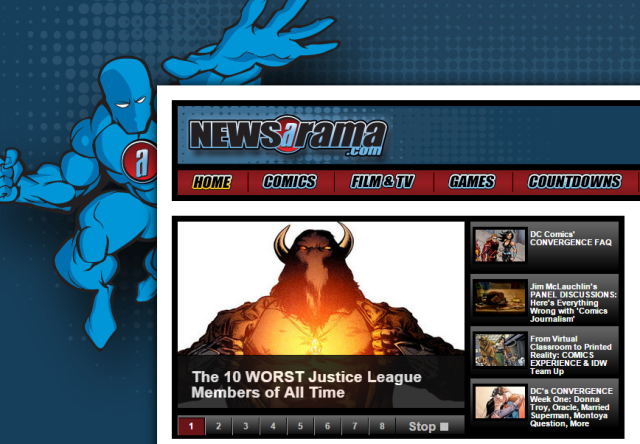 a
NEWSarama
.com
HOME
COMICS
FILM & TV
GAMES
COUNTDOWNS
The 10 WORST Justice League
Members of All Time
1 2 3 4 5 6 7 8 Stop
DC Comics'
CONVERGENCE FAQ
Jim McLauchlin's
PANEL DISCUSSIONS:
Here's Everything
Wrong with 'Comics
Journalism'
From Virtual
Classroom to Printed
Reality: COMICS
EXPERIENCE & IDW
Team Up
DC's CONVERGENCE
Week One: Donna
Troy, Oracle, Married
Superman, Montoya
Question, More